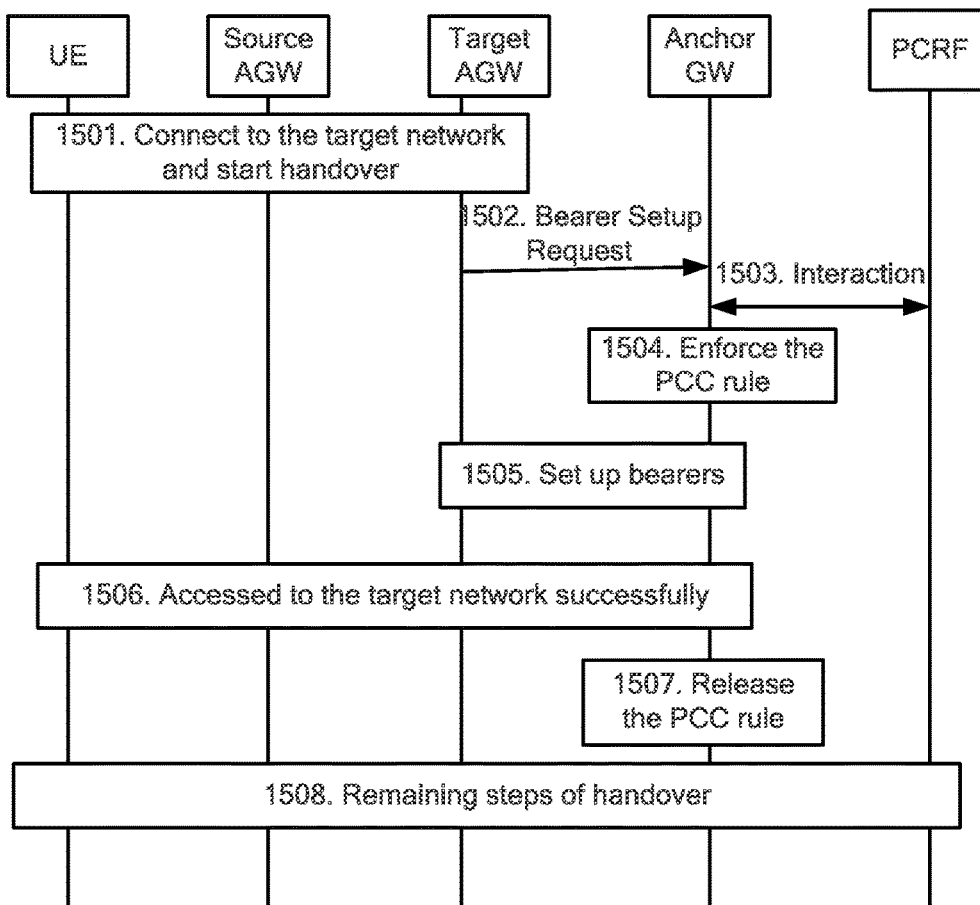 UE
Source
AGW
Target
AGW
Anchor
GW
PCRF
1501. Connect to the target network
and start handover
1502. Bearer Setup
Request
1503. Interaction
1504. Enforce the
PCC rule
1505. Set up bearers
1506. Accessed to the target network successfully
1507. Release
the PCC rule
1508. Remaining steps of handover